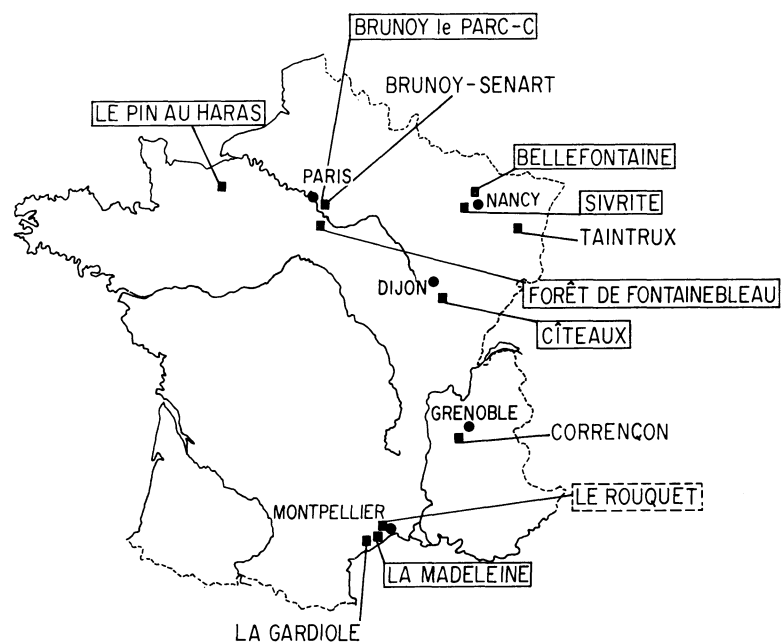 BRUNOY le PARC-C
BRUNOY-SENART
LE PIN AU HARAS
PARIS
BELLEFONTAINE
NANCY
SIVRITE
TAINTRUX
DIJON
FORÊT DE FONTAINEBLEAU
CÎTEAUX
GRENOBLE
CORRENÇON
LE ROUQUET
MONTPELLIER
LA MADELEINE
LA GARDIOLE